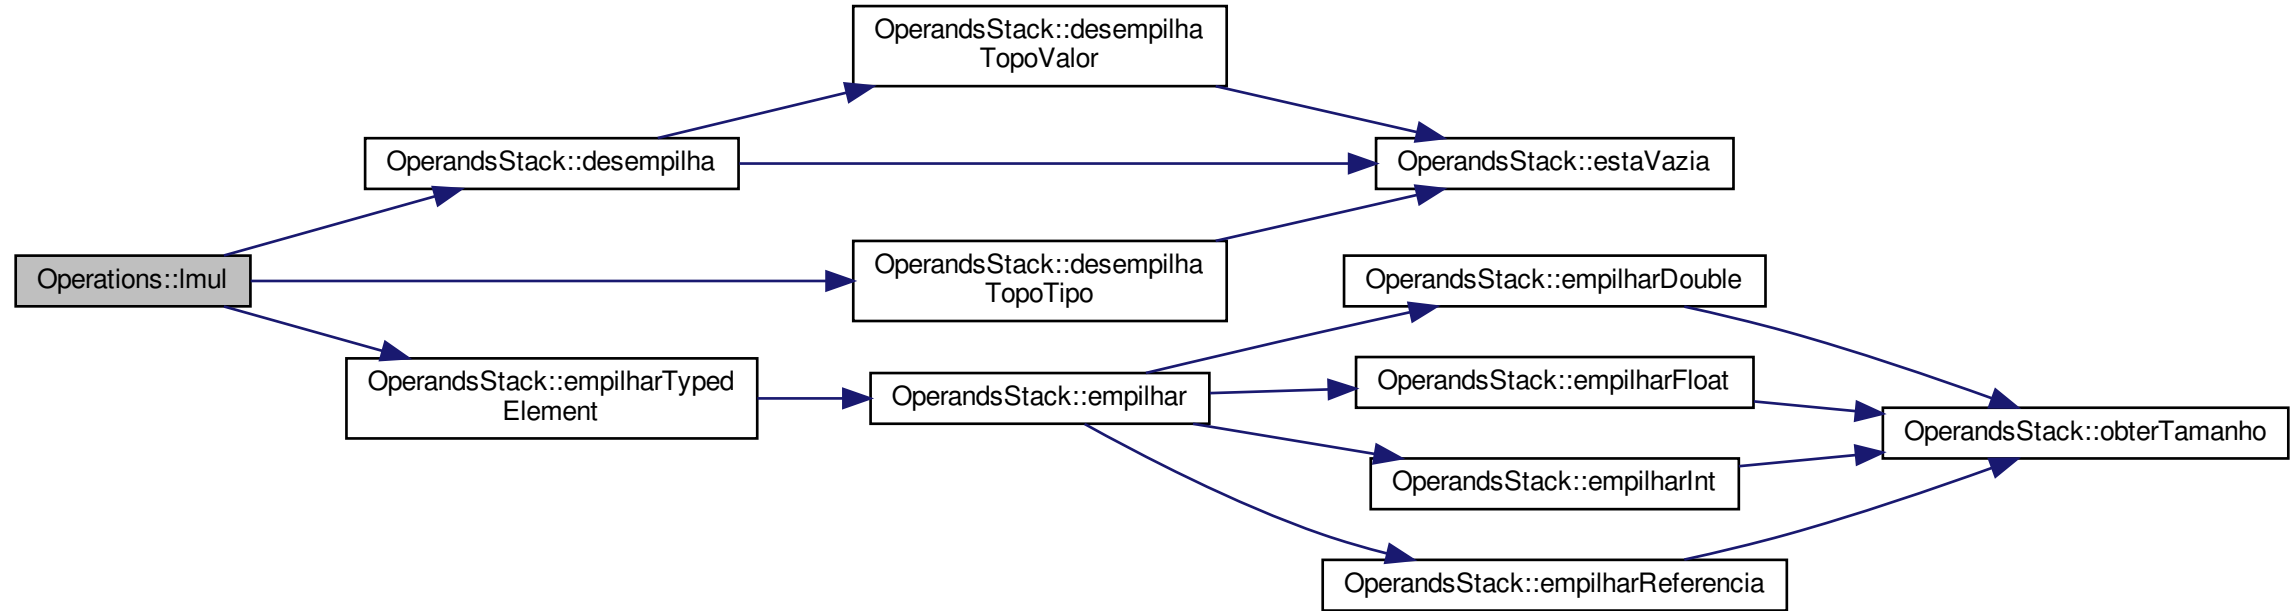 OperandsStack::desempilha
TopoValor
OperandsStack::desempilha
OperandsStack::estaVazia
Operations::lmul
OperandsStack::desempilha
TopoTipo
OperandsStack::empilharDouble
OperandsStack::empilharTyped
Element
OperandsStack::empilhar
OperandsStack::empilharFloat
OperandsStack::obterTamanho
OperandsStack::empilharInt
OperandsStack::empilharReferencia